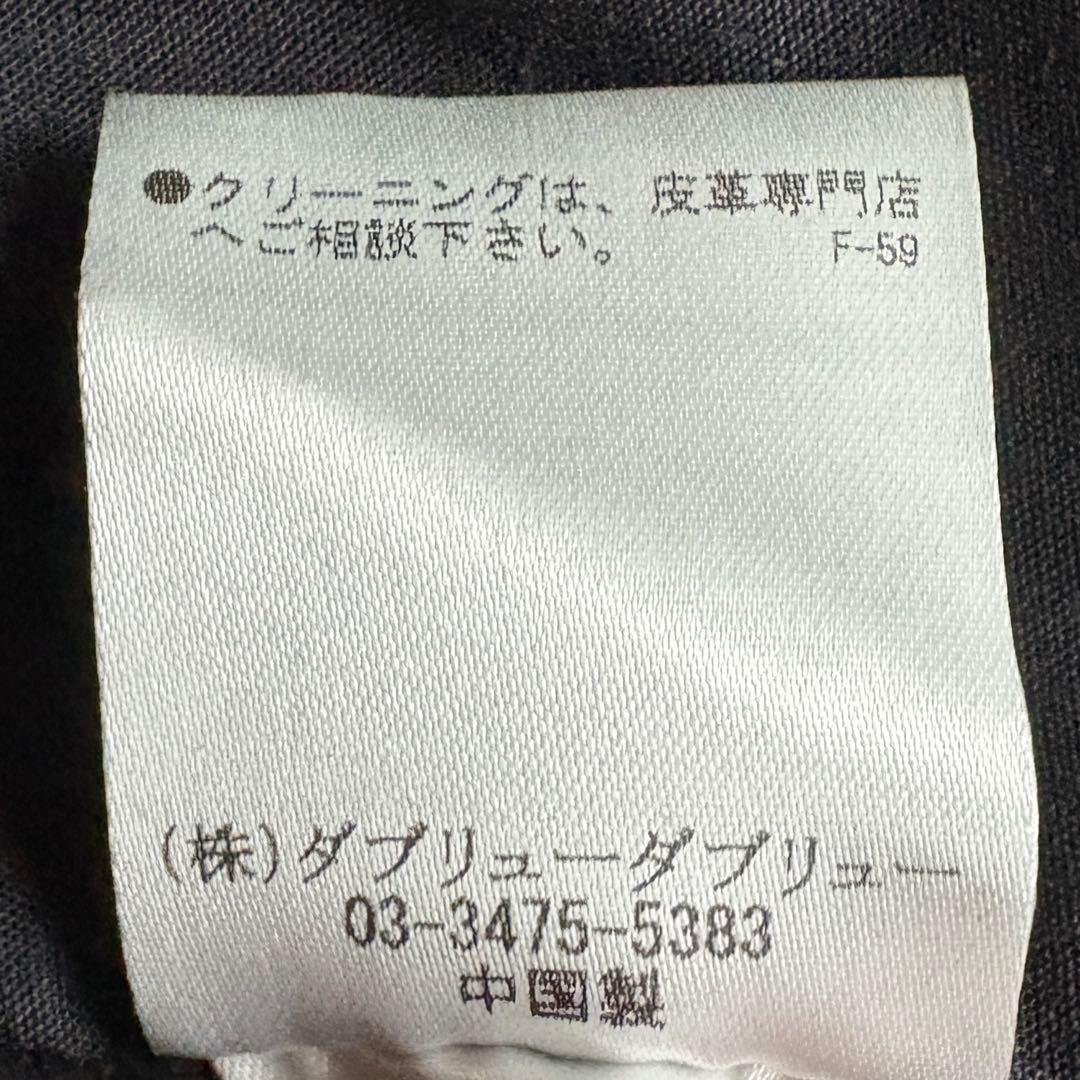 ●クリーニングは、皮革専門店
へご相談下さい。 F-59
(株)ダブリューダブリュー
03-3475-5383
中国製